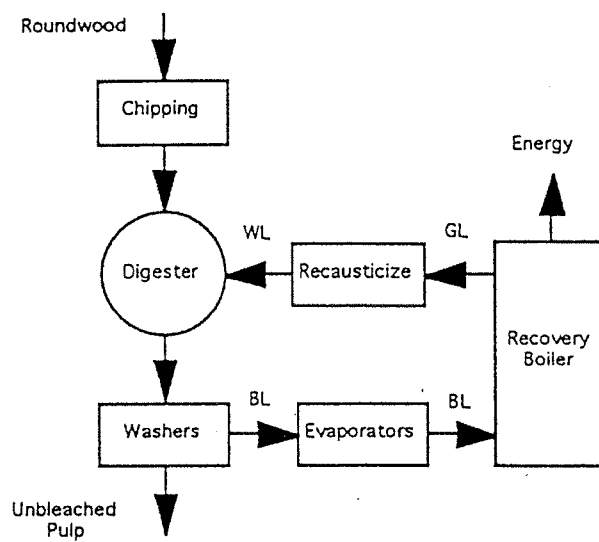 Roundwood
Chipping
Energy
WL
GL
Digester
Recausticize
Recovery
Boiler
BL
BL
Washers
Evaporators
Unbleached
Pulp